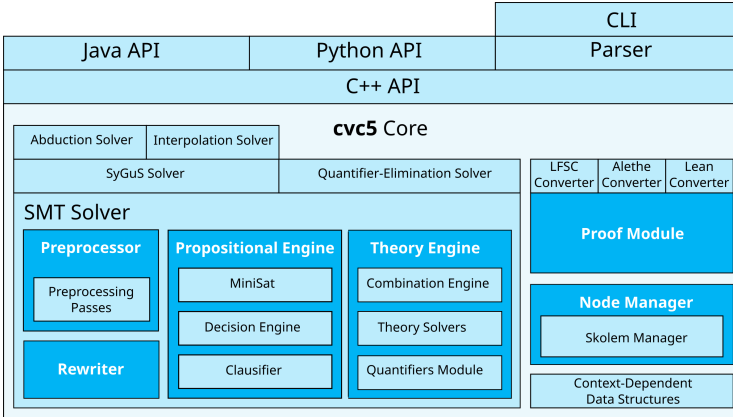 CLI
Java API
Python API
Parser
C++ API
cvc5 Core
Abduction Solver
Interpolation Solver
SyGuS Solver
Quantifier-Elimination Solver
LFSC
Converter
Alethe
Converter
Lean
Converter
SMT Solver
Preprocessor
Preprocessing
Passes
Rewriter
Propositional Engine
MiniSat
Decision Engine
Clausifier
Theory Engine
Combination Engine
Theory Solvers
Quantifiers Module
Proof Module
Node Manager
Skolem Manager
Context-Dependent
Data Structures